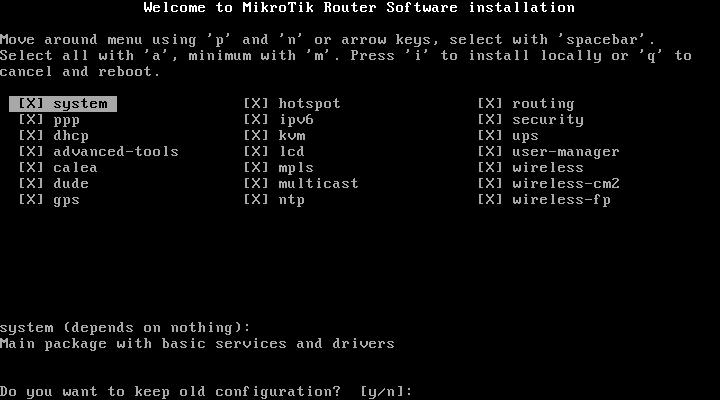 Welcome to MikroTik Router Software installation
Move around menu using 'p' and 'n' or arrow keys, select with 'spacebar'.
Select all with 'a', minimum with 'm'. Press 'i' to install locally or 'q' to
cancel and reboot.
[X] system [X] hotspot [X] routing
[X] ppp [X] ipv6 [X] security
[X] dhcp [X] kvm [X] ups
[X] advanced-tools [X] lcd [X] user-manager
[X] calea [X] mpls [X] wireless
[X] dude [X] multicast [X] wireless-cm2
[X] gps [X] ntp [X] wireless-fp
system (depends on nothing):
Main package with basic services and drivers
Do you want to keep old configuration? [y/n]: